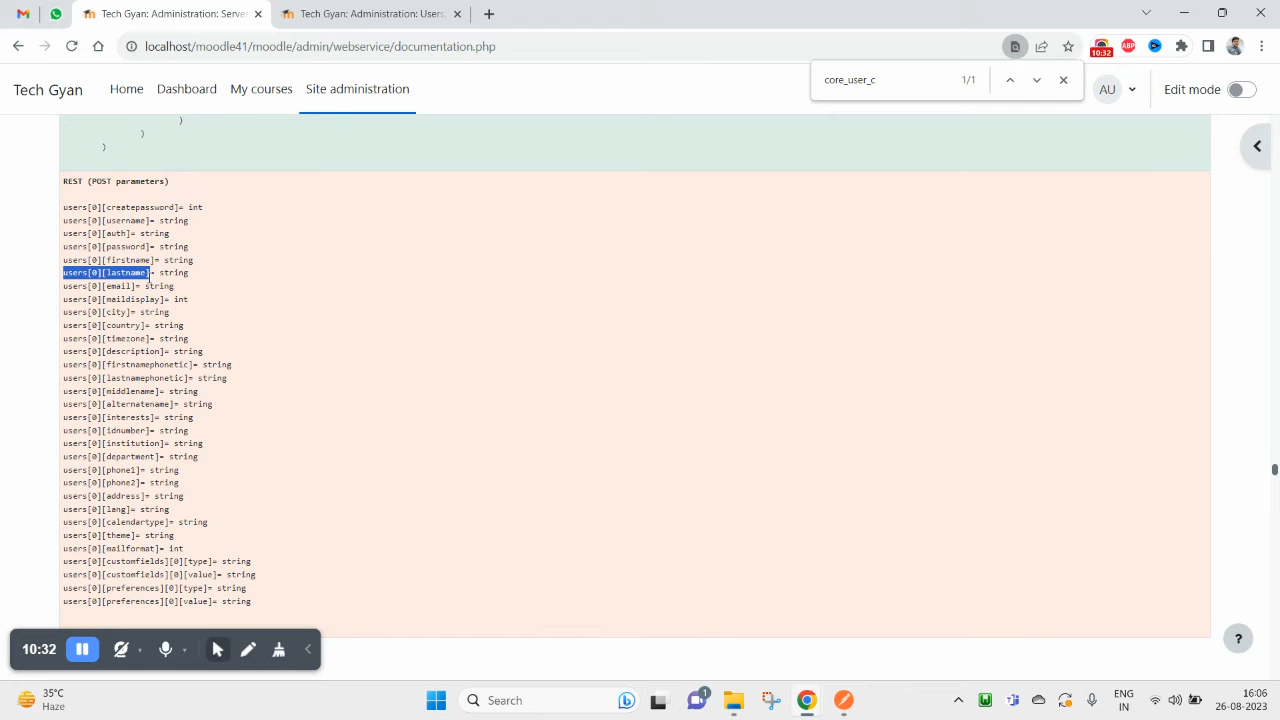 Tech Gyan: Administration: Server
Tech Gyan: Administration: Users:
localhost/moodle41/moodle/admin/webservice/documentation.php
10:32
ABP
core_user_c
1/1
Tech Gyan
Home
Dashboard
My courses
Site administration
AU
Edit mode
)
)
)
REST (POST parameters)
users[0][createpassword]= int
users[0][username]= string
users[0][auth]= string
users[0][password]= string
users[0][firstname]= string
users[0][lastname]= string
users[0][email]= string
users[0][maildisplay]= int
users[0][city]= string
users[0][country]= string
users[0][timezone]= string
users[0][description]= string
users[0][firstnamephonetic]= string
users[0][lastnamephonetic]= string
users[0][middlename]= string
users[0][alternatename]= string
users[0][interests]= string
users[0][idnumber]= string
users[0][institution]= string
users[0][department]= string
users[0][phone1]= string
users[0][phone2]= string
users[0][address]= string
users[0][lang]= string
users[0][calendartype]= string
users[0][theme]= string
users[0][mailformat]= int
users[0][customfields][0][type]= string
users[0][customfields][0][value]= string
users[0][preferences][0][type]= string
users[0][preferences][0][value]= string
10:32
?
35°C
Haze
Search
1
ENG
IN
16:06
26-08-2023